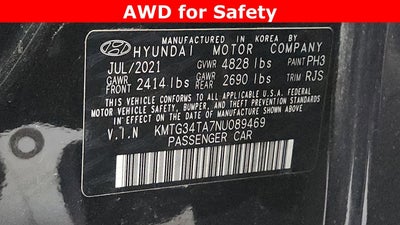 AWD for Safety
MANUFACTURED IN KOREA BY
HYUNDAI MOTOR COMPANY
JUL/2021 GVWR 4828 lbs PAINT PH3
GAWR FRONT 2414 lbs GAWR REAR 2690 lbs TRIM RJS
THIS VEHICLE CONFORMS TO ALL APPLICABLE FEDERAL
MOTOR VEHICLE SAFETY, BUMPER, AND THEFT PREVENTION
STANDARDS IN EFFECT ON THE DATE OF MANUFACTURE
SHOWN ABOVE.
V.I.N KMTG34TA7NU089469
PASSENGER CAR